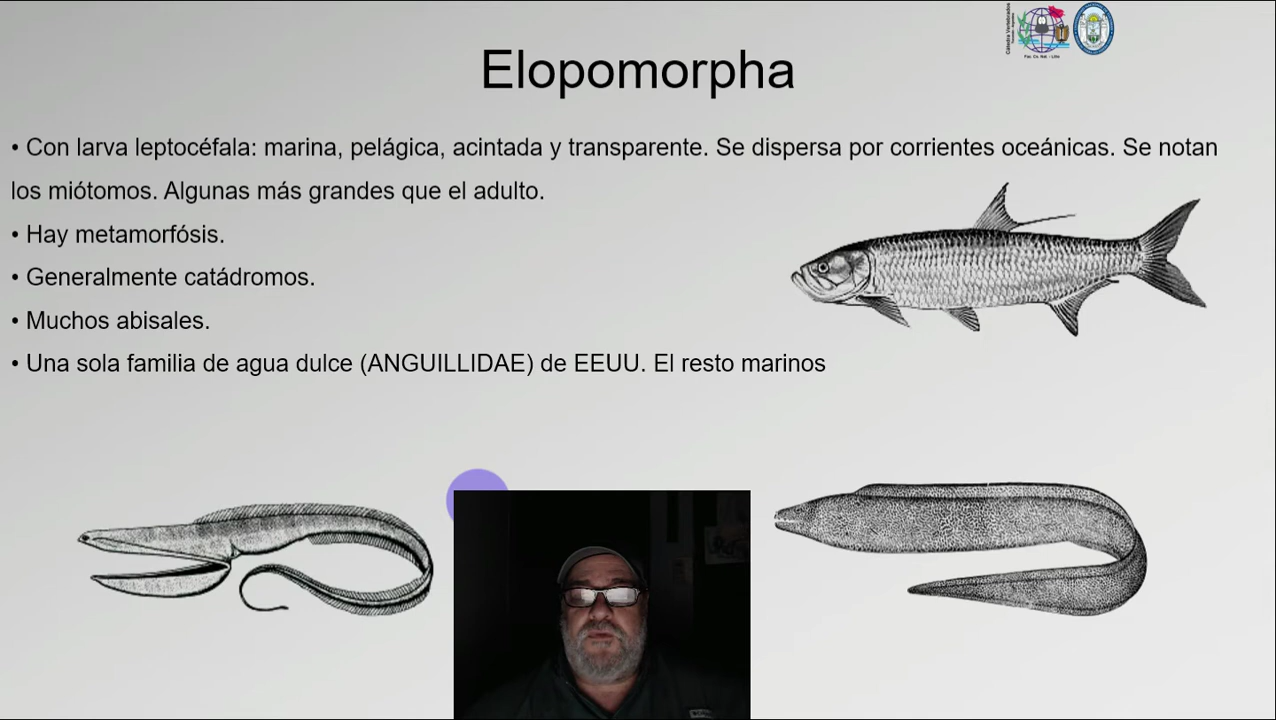 Elopomorpha
• Con larva leptocéfala: marina, pelágica, acintada y transparente. Se dispersa por corrientes oceánicas. Se notan
los miótomos. Algunas más grandes que el adulto.
• Hay metamorfósis.
• Generalmente catádromos.
• Muchos abisales.
• Una sola familia de agua dulce (ANGUILLIDAE) de EEUU. El resto marinos